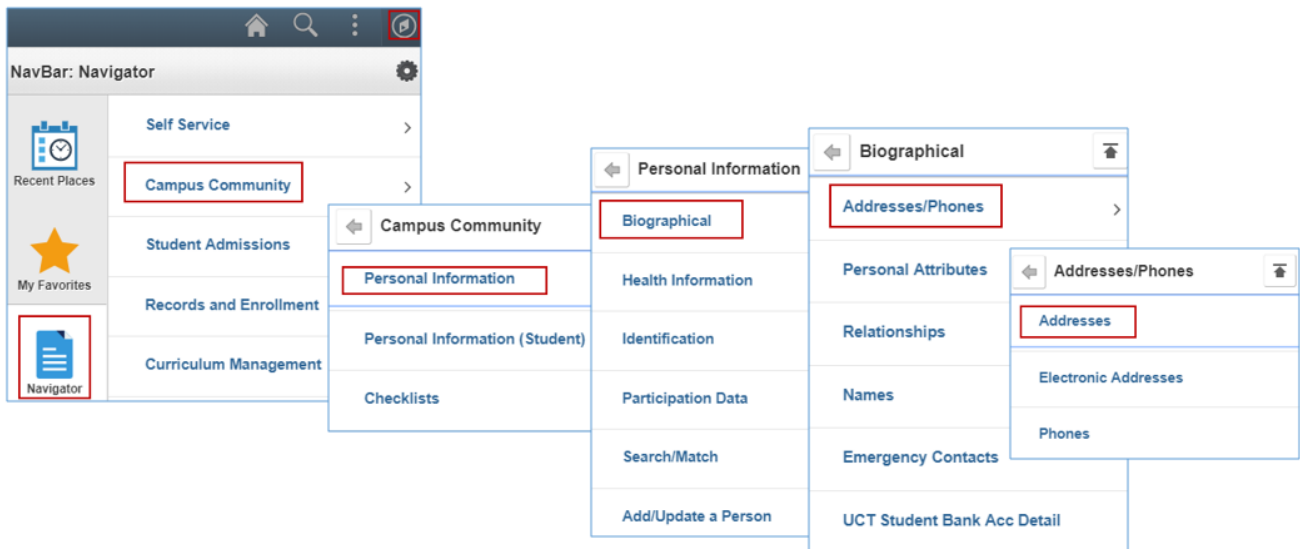 NavBar: Navigator
Recent Places
My Favorites
Navigator
Self Service
Campus Community
Student Admissions
Records and Enrollment
Curriculum Management
Campus Community
Personal Information
Personal Information (Student)
Checklists
Personal Information
Biographical
Health Information
Identification
Participation Data
Search/Match
Add/Update a Person
Biographical
Addresses/Phones
Personal Attributes
Relationships
Names
Emergency Contacts
UCT Student Bank Acc Detail
Addresses/Phones
Addresses
Electronic Addresses
Phones